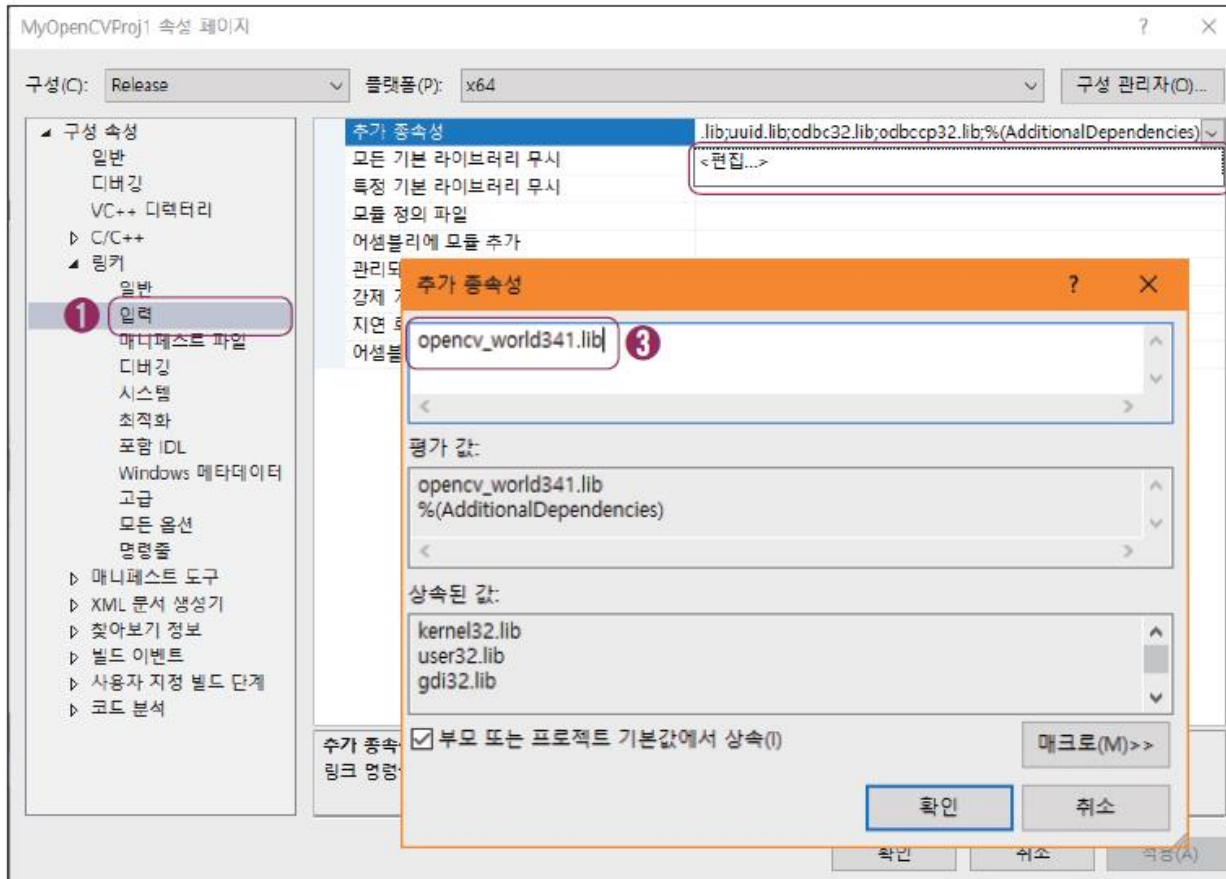 MyOpenCVProj1 속성 페이지
? ×
구성(C): Release 플랫폼(P): x64 구성 관리자(O)...
구성 속성
일반
디버깅
VC++ 디렉터리
C/C++
링커
일반
❶ 입력
매니페스트 파일
디버깅
시스템
최적화
포함 IDL
Windows 메타데이터
고급
모든 옵션
명령줄
매니페스트 도구
XML 문서 생성기
찾아보기 정보
빌드 이벤트
사용자 지정 빌드 단계
코드 분석
추가 종속성 .lib;uuid.lib;odbc32.lib;odbccp32.lib;%(AdditionalDependencies)
모든 기본 라이브러리 무시 <편집...>
특정 기본 라이브러리 무시
모듈 정의 파일
어셈블리에 모듈 추가
관리되
강제 기
지연 로
어셈블
추가 종속성 ? ×
opencv_world341.lib ❸
평가 값:
opencv_world341.lib
%(AdditionalDependencies)
상속된 값:
kernel32.lib
user32.lib
gdi32.lib
부모 또는 프로젝트 기본값에서 상속(I)
매크로(M)>>
확인 취소
추가 종속
링크 명령
확인 취소 적용(A)